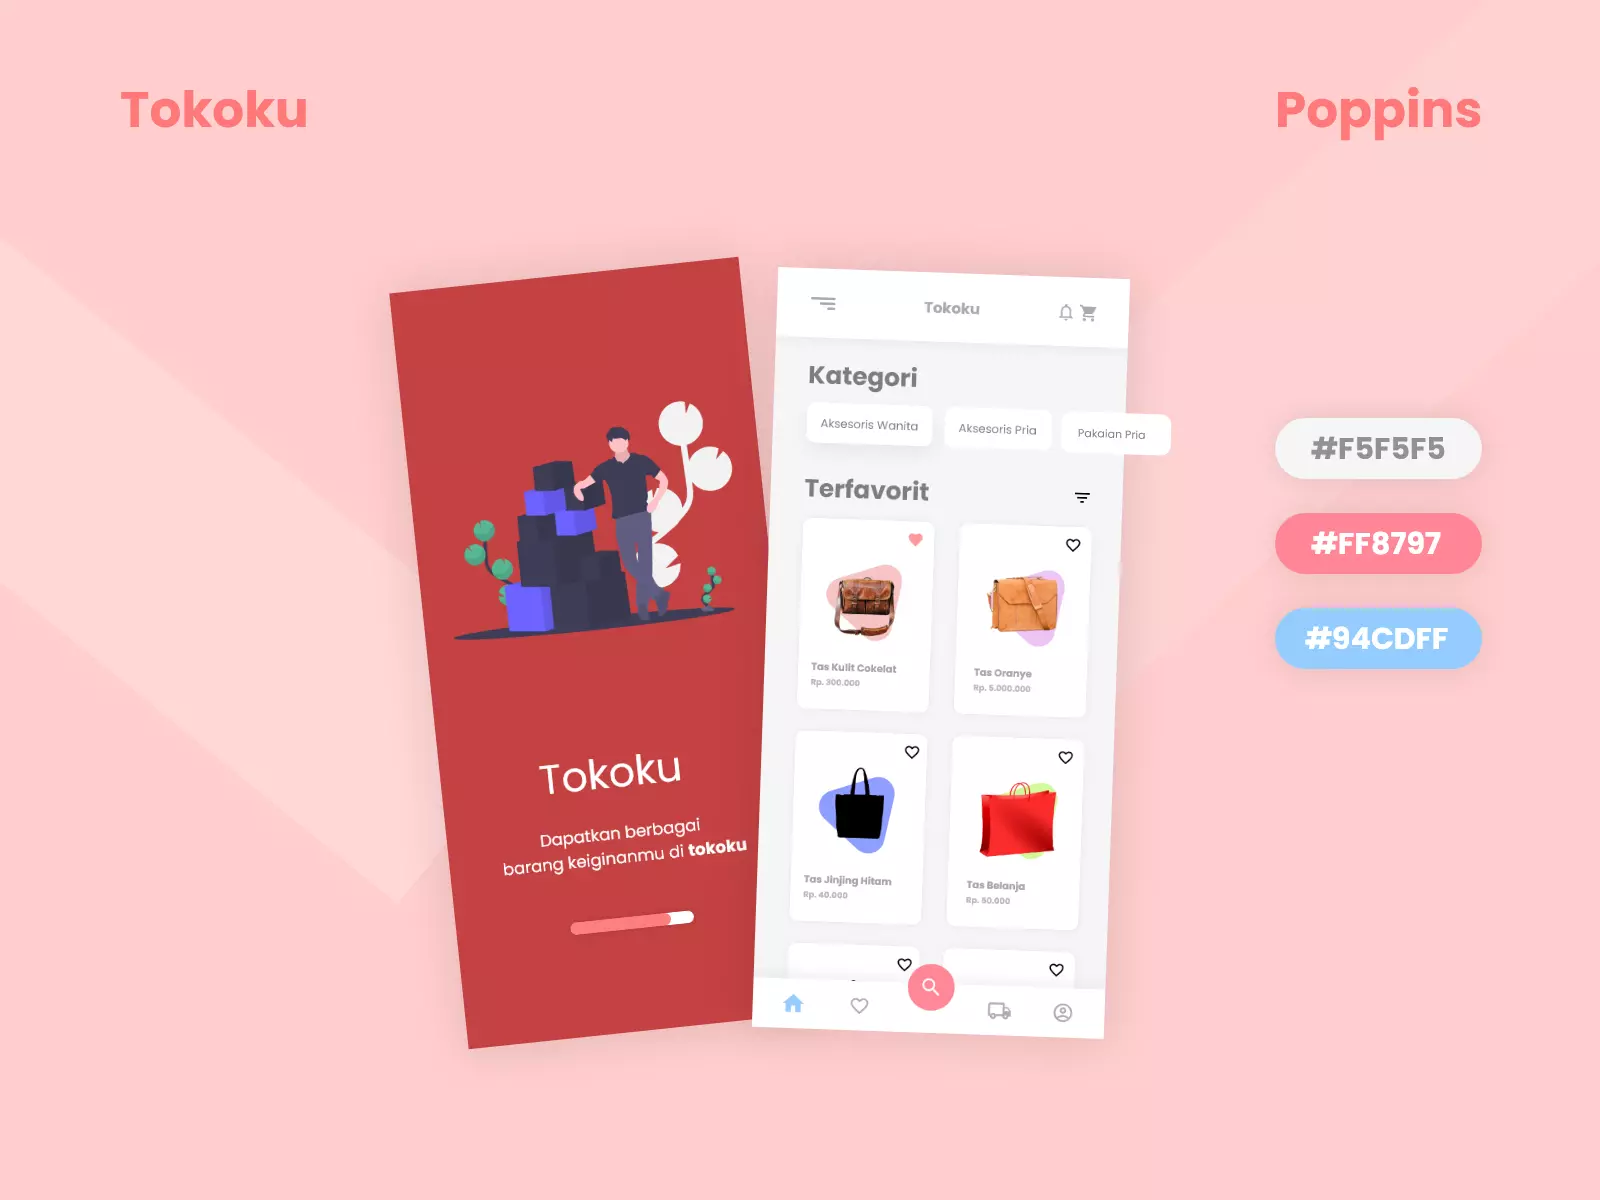 Tokoku
Poppins
Tokoku
Dapatkan berbagai
barang keiginanmu di tokoku
Tokoku
Kategori
Aksesoris Wanita
Aksesoris Pria
Pakaian Pria
Terfavorit
Tas Kulit Cokelat
Rp. 300.000
Tas Oranye
Rp. 5.000.000
Tas Jinjing Hitam
Rp. 40.000
Tas Belanja
Rp. 50.000
#F5F5F5
#FF8797
#94CDFF